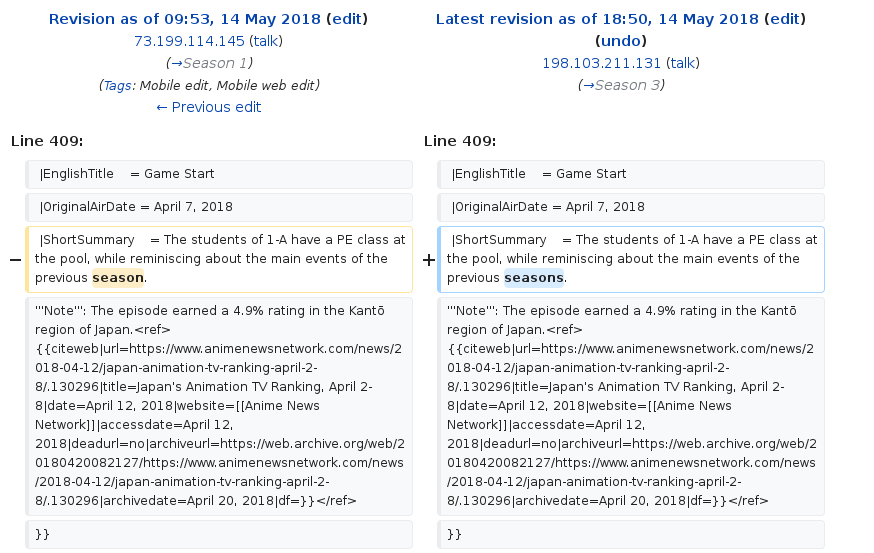 Revision as of 09:53, 14 May 2018 (edit)
73.199.114.145 (talk)
(→Season 1)
(Tags: Mobile edit, Mobile web edit)
← Previous edit
Latest revision as of 18:50, 14 May 2018 (edit)
(undo)
198.103.211.131 (talk)
(→Season 3)
Line 409:
Line 409:
|EnglishTitle = Game Start
|EnglishTitle = Game Start
|OriginalAirDate = April 7, 2018
|OriginalAirDate = April 7, 2018
− |ShortSummary = The students of 1-A have a PE class at
the pool, while reminiscing about the main events of the
previous season.
+ |ShortSummary = The students of 1-A have a PE class at
the pool, while reminiscing about the main events of the
previous seasons.
'''Note''': The episode earned a 4.9% rating in the Kantō
region of Japan.<ref>
{{citeweb|url=https://www.animenewsnetwork.com/news/2
018-04-12/japan-animation-tv-ranking-april-2-
8/.130296|title=Japan's Animation TV Ranking, April 2-
8|date=April 12, 2018|website=[[Anime News
Network]]|accessdate=April 12,
2018|deadurl=no|archiveurl=https://web.archive.org/web/2
0180420082127/https://www.animenewsnetwork.com/news
/2018-04-12/japan-animation-tv-ranking-april-2-
8/.130296|archivedate=April 20, 2018|df=}}</ref>
'''Note''': The episode earned a 4.9% rating in the Kantō
region of Japan.<ref>
{{citeweb|url=https://www.animenewsnetwork.com/news/2
018-04-12/japan-animation-tv-ranking-april-2-
8/.130296|title=Japan's Animation TV Ranking, April 2-
8|date=April 12, 2018|website=[[Anime News
Network]]|accessdate=April 12,
2018|deadurl=no|archiveurl=https://web.archive.org/web/2
0180420082127/https://www.animenewsnetwork.com/news
/2018-04-12/japan-animation-tv-ranking-april-2-
8/.130296|archivedate=April 20, 2018|df=}}</ref>
}}
}}